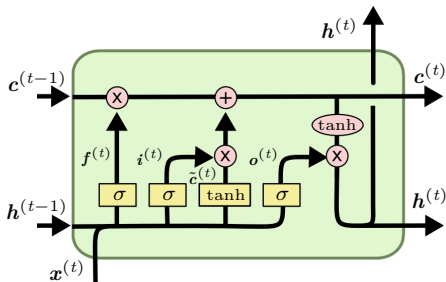 h^(t)
c^(t−1) × + c^(t)
tanh
f^(t) i^(t) × o^(t) ×
c̃^(t)
σ σ tanh σ
h^(t−1) h^(t)
x^(t)